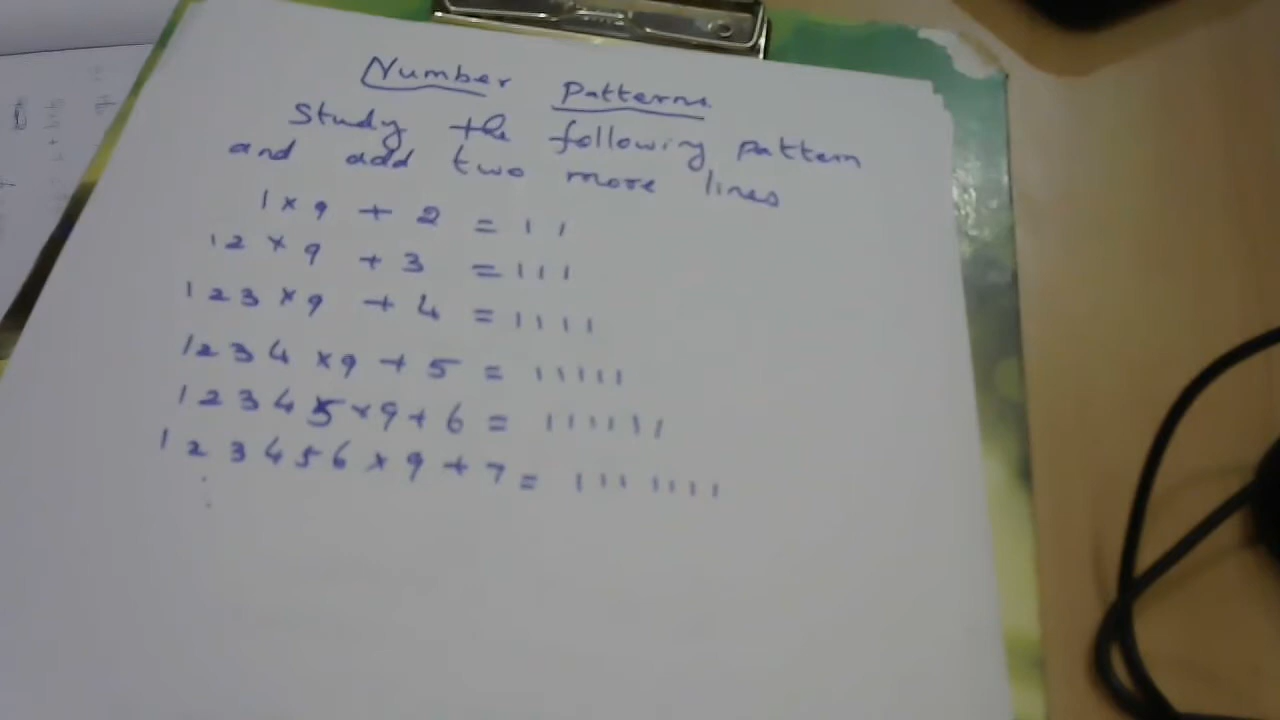 Number Patterns
Study the following pattern
and add two more lines
1 × 9 + 2 = 11
12 × 9 + 3 = 111
123 × 9 + 4 = 1111
1234 × 9 + 5 = 11111
12345 × 9 + 6 = 111111
123456 × 9 + 7 = 1111111